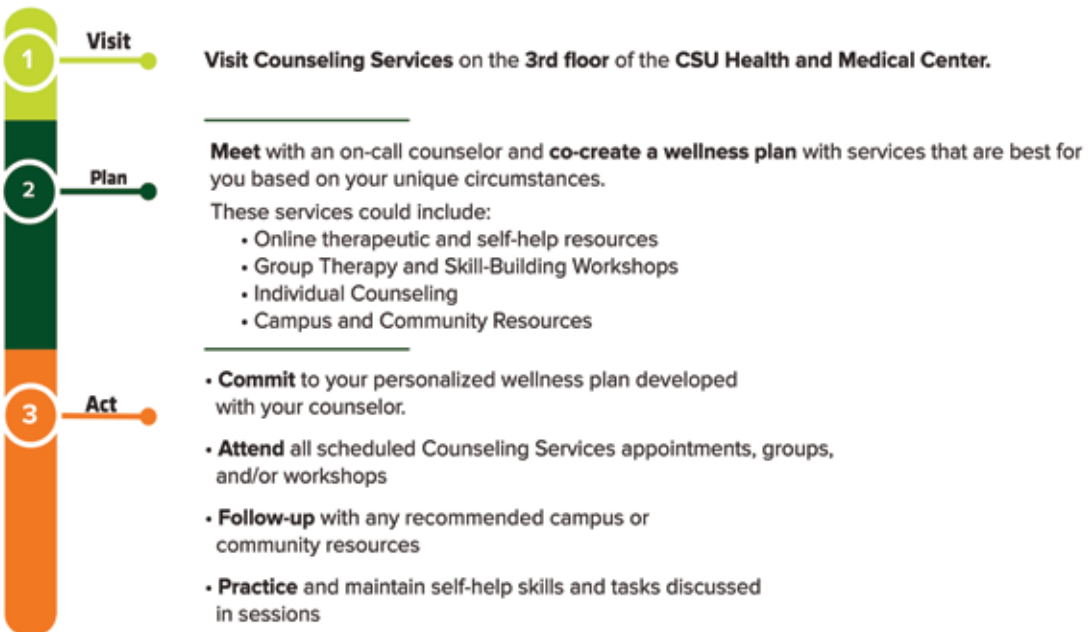 1
Visit
Visit Counseling Services on the 3rd floor of the CSU Health and Medical Center.
2
Plan
Meet with an on-call counselor and co-create a wellness plan with services that are best for
you based on your unique circumstances.
These services could include:
• Online therapeutic and self-help resources
• Group Therapy and Skill-Building Workshops
• Individual Counseling
• Campus and Community Resources
3
Act
• Commit to your personalized wellness plan developed
with your counselor.
• Attend all scheduled Counseling Services appointments, groups,
and/or workshops
• Follow-up with any recommended campus or
community resources
• Practice and maintain self-help skills and tasks discussed
in sessions